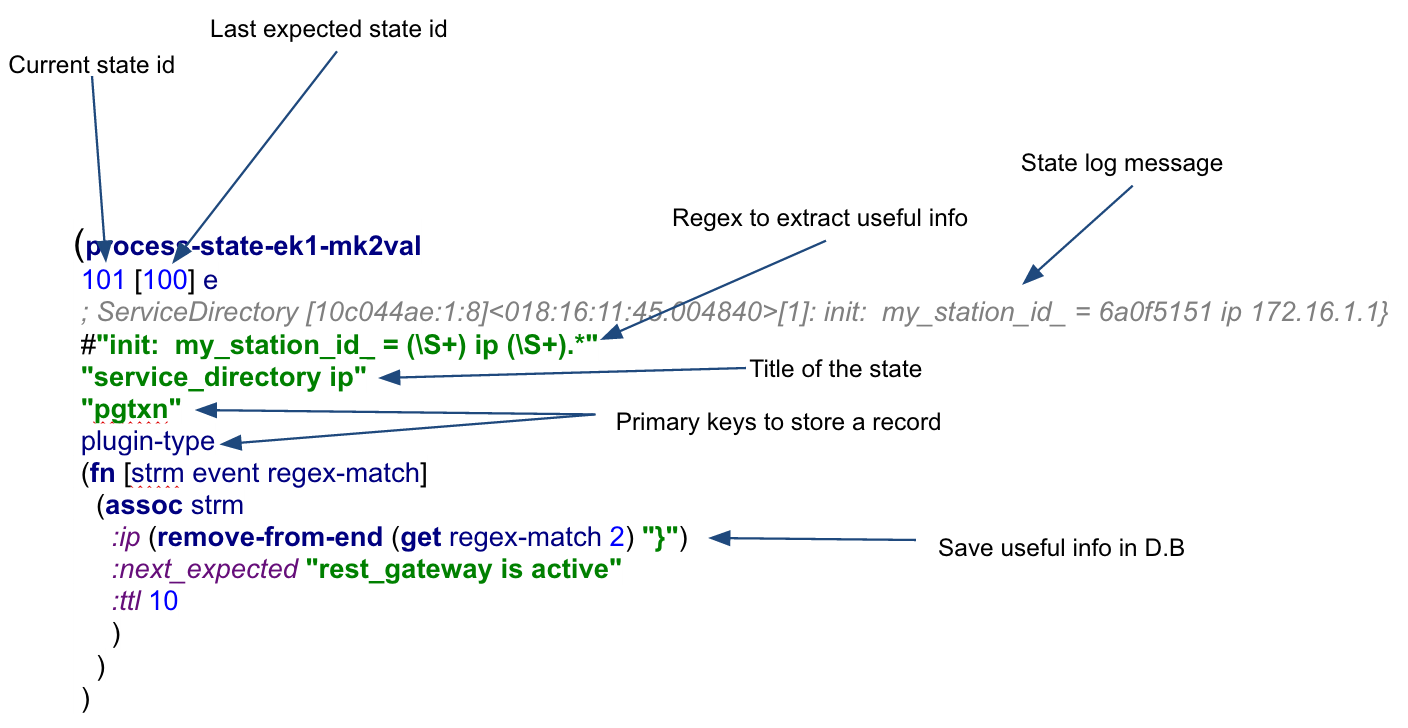 Last expected state id
Current state id
State log message
Regex to extract useful info
(process-state-ek1-mk2val
101 [100] e
; ServiceDirectory [10c044ae:1:8]<018:16:11:45.004840>[1]: init:  my_station_id_ = 6a0f5151 ip 172.16.1.1}
#"init:  my_station_id_ = (\S+) ip (\S+).*"
"service_directory ip"
Title of the state
"pgtxn"
Primary keys to store a record
plugin-type
(fn [strm event regex-match]
(assoc strm
:ip (remove-from-end (get regex-match 2) "}")
Save useful info in D.B
:next_expected "rest_gateway is active"
:ttl 10
)
)
)